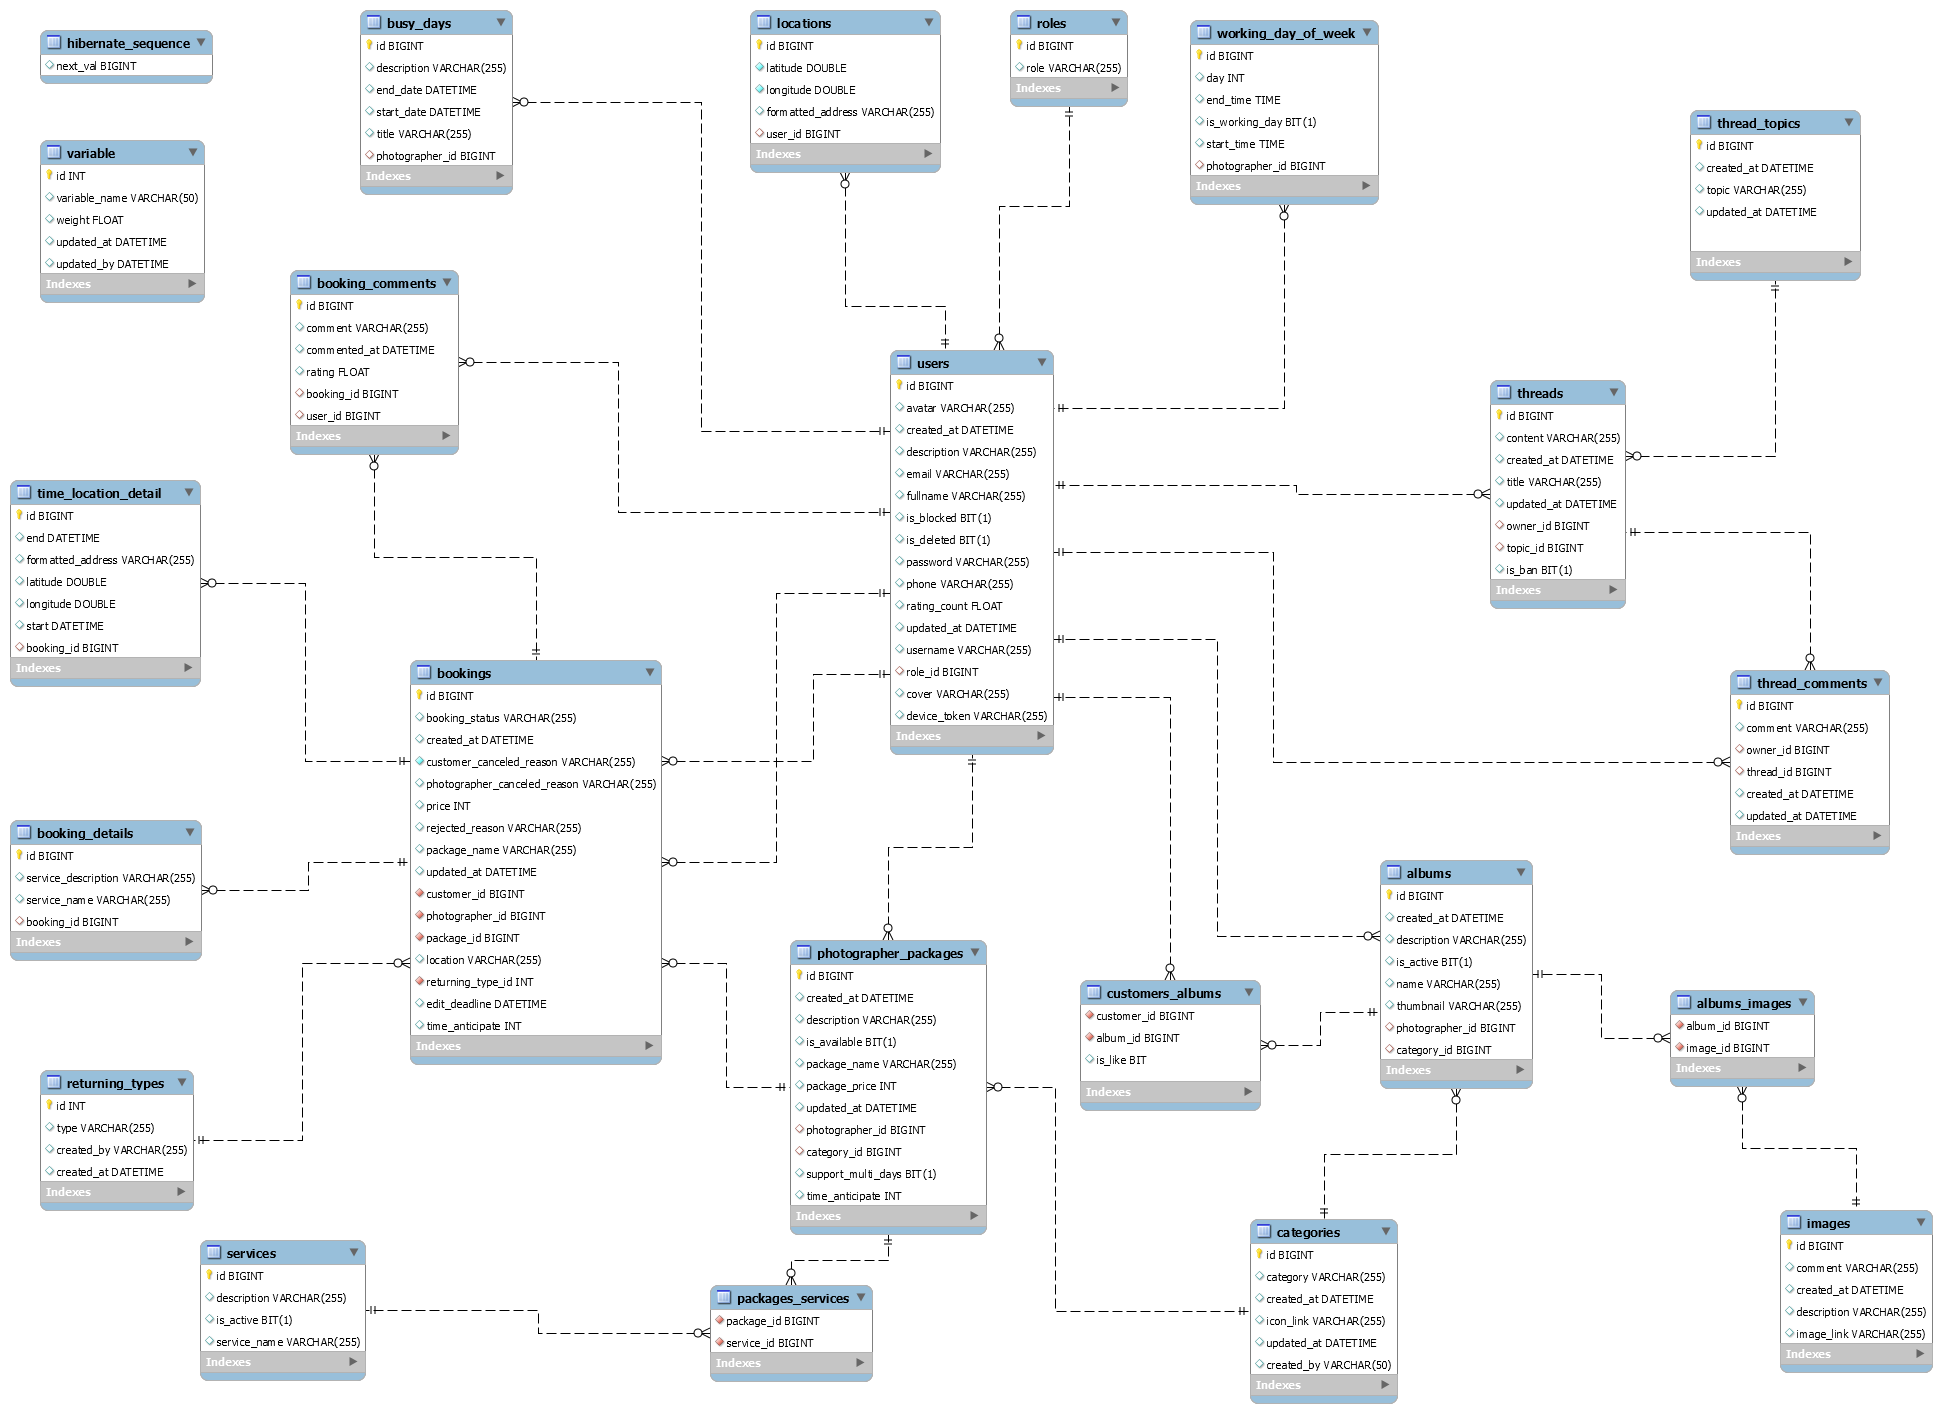 hibernate_sequence
next_val BIGINT
variable
id INT
variable_name VARCHAR(50)
weight FLOAT
updated_at DATETIME
updated_by DATETIME
Indexes
busy_days
id BIGINT
description VARCHAR(255)
end_date DATETIME
start_date DATETIME
title VARCHAR(255)
photographer_id BIGINT
Indexes
locations
id BIGINT
latitude DOUBLE
longitude DOUBLE
formatted_address VARCHAR(255)
user_id BIGINT
Indexes
roles
id BIGINT
role VARCHAR(255)
Indexes
working_day_of_week
id BIGINT
day INT
end_time TIME
is_working_day BIT(1)
start_time TIME
photographer_id BIGINT
Indexes
thread_topics
id BIGINT
created_at DATETIME
topic VARCHAR(255)
updated_at DATETIME
Indexes
booking_comments
id BIGINT
comment VARCHAR(255)
commented_at DATETIME
rating FLOAT
booking_id BIGINT
user_id BIGINT
Indexes
users
id BIGINT
avatar VARCHAR(255)
created_at DATETIME
description VARCHAR(255)
email VARCHAR(255)
fullname VARCHAR(255)
is_blocked BIT(1)
is_deleted BIT(1)
password VARCHAR(255)
phone VARCHAR(255)
rating_count FLOAT
updated_at DATETIME
username VARCHAR(255)
role_id BIGINT
cover VARCHAR(255)
device_token VARCHAR(255)
Indexes
threads
id BIGINT
content VARCHAR(255)
created_at DATETIME
title VARCHAR(255)
updated_at DATETIME
owner_id BIGINT
topic_id BIGINT
is_ban BIT(1)
Indexes
time_location_detail
id BIGINT
end DATETIME
formatted_address VARCHAR(255)
latitude DOUBLE
longitude DOUBLE
start DATETIME
booking_id BIGINT
Indexes
bookings
id BIGINT
booking_status VARCHAR(255)
created_at DATETIME
customer_canceled_reason VARCHAR(255)
photographer_canceled_reason VARCHAR(255)
price INT
rejected_reason VARCHAR(255)
package_name VARCHAR(255)
updated_at DATETIME
customer_id BIGINT
photographer_id BIGINT
package_id BIGINT
location VARCHAR(255)
returning_type_id INT
edit_deadline DATETIME
time_anticipate INT
Indexes
thread_comments
id BIGINT
comment VARCHAR(255)
owner_id BIGINT
thread_id BIGINT
created_at DATETIME
updated_at DATETIME
Indexes
booking_details
id BIGINT
service_description VARCHAR(255)
service_name VARCHAR(255)
booking_id BIGINT
Indexes
photographer_packages
id BIGINT
created_at DATETIME
description VARCHAR(255)
is_available BIT(1)
package_name VARCHAR(255)
package_price INT
updated_at DATETIME
photographer_id BIGINT
category_id BIGINT
support_multi_days BIT(1)
time_anticipate INT
Indexes
customers_albums
customer_id BIGINT
album_id BIGINT
is_like BIT
Indexes
albums
id BIGINT
created_at DATETIME
description VARCHAR(255)
is_active BIT(1)
name VARCHAR(255)
thumbnail VARCHAR(255)
photographer_id BIGINT
category_id BIGINT
Indexes
albums_images
album_id BIGINT
image_id BIGINT
Indexes
returning_types
id INT
type VARCHAR(255)
created_by VARCHAR(255)
created_at DATETIME
Indexes
services
id BIGINT
description VARCHAR(255)
is_active BIT(1)
service_name VARCHAR(255)
Indexes
packages_services
package_id BIGINT
service_id BIGINT
Indexes
categories
id BIGINT
category VARCHAR(255)
created_at DATETIME
icon_link VARCHAR(255)
updated_at DATETIME
created_by VARCHAR(50)
Indexes
images
id BIGINT
comment VARCHAR(255)
created_at DATETIME
description VARCHAR(255)
image_link VARCHAR(255)
Indexes